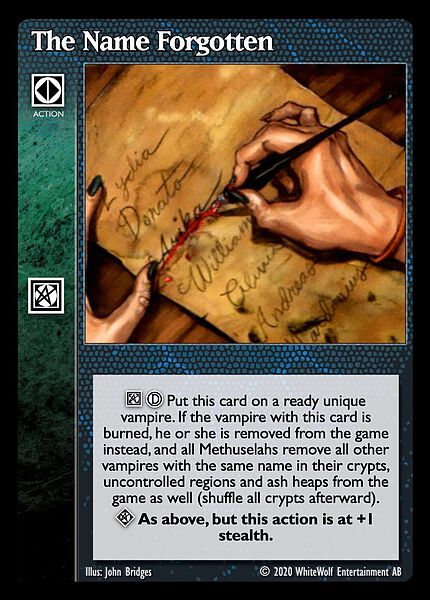 The Name Forgotten
ACTION
Lydia
Donato
William
Andreas
D Put this card on a ready unique
vampire. If the vampire with this card is
burned, he or she is removed from the game
instead, and all Methuselahs remove all other
vampires with the same name in their crypts,
uncontrolled regions and ash heaps from the
game as well (shuffle all crypts afterward).
As above, but this action is at +1
stealth.
Illus: John Bridges © 2020 WhiteWolf Entertainment AB